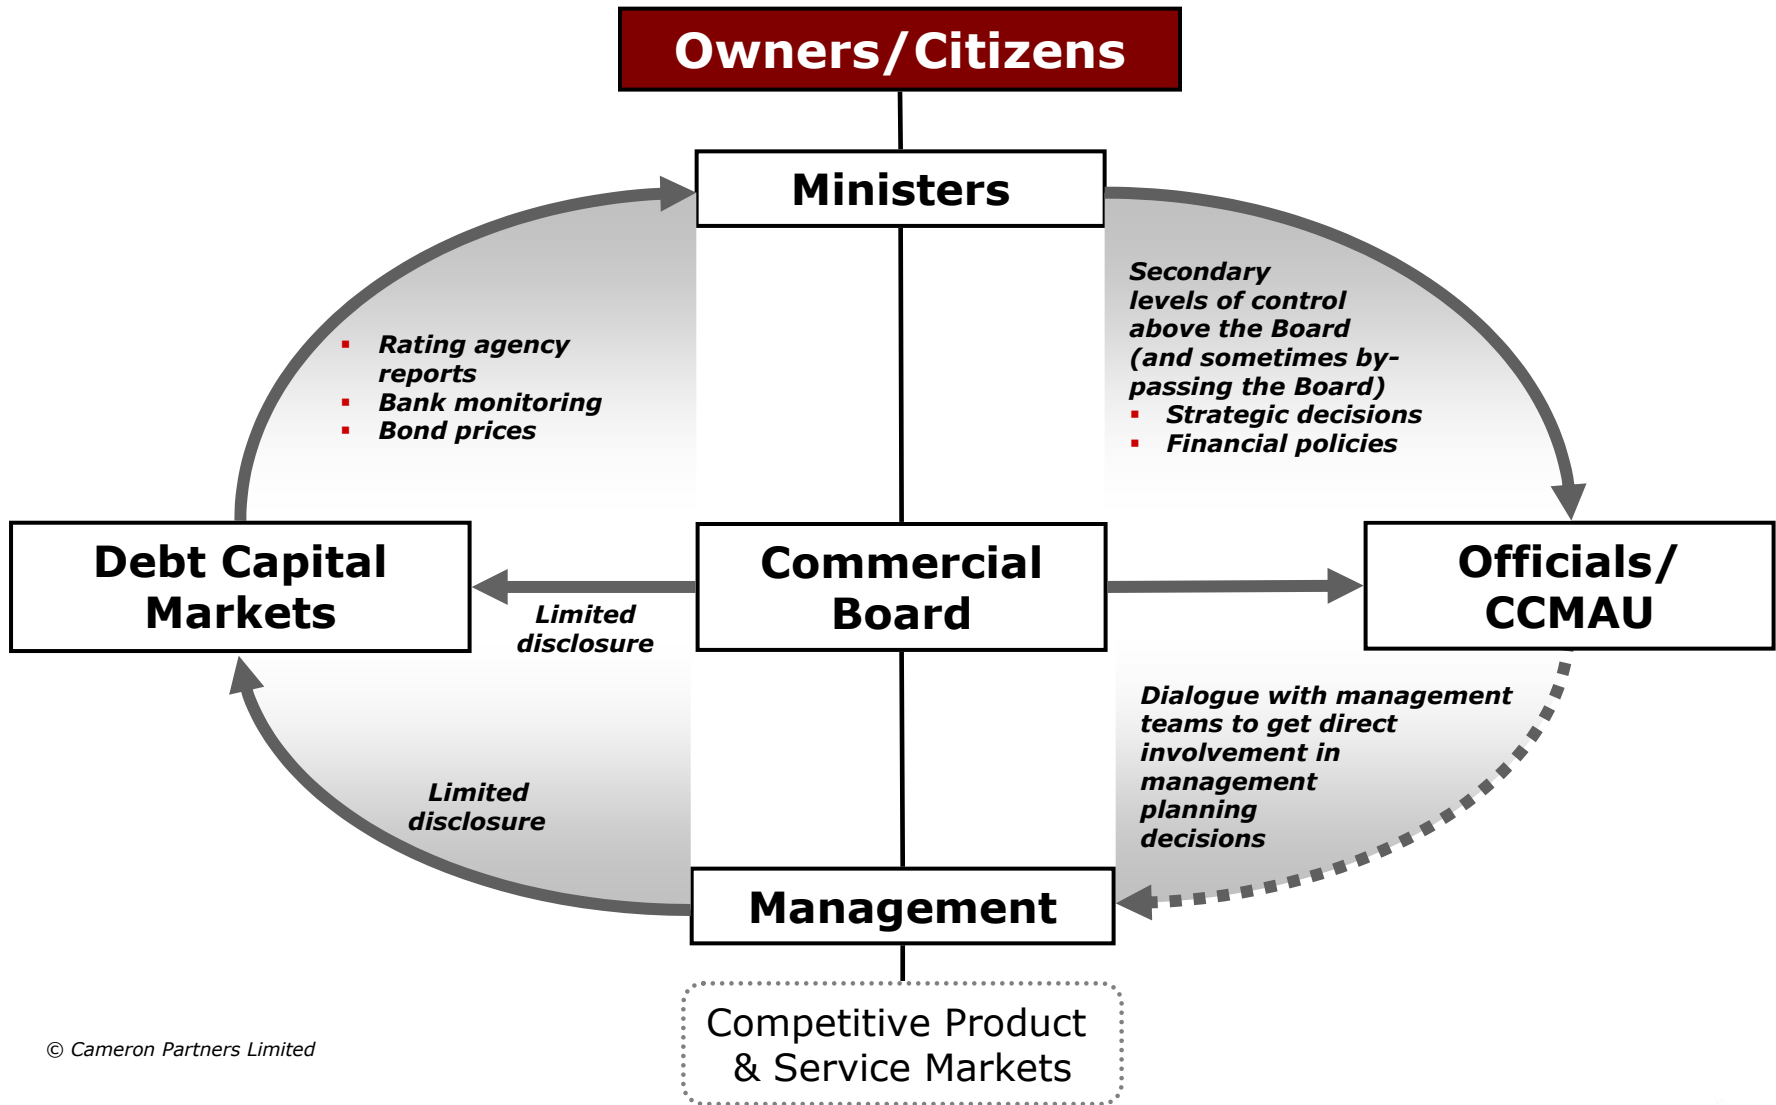 Owners/Citizens
Ministers
Secondary
levels of control
above the Board
(and sometimes by-
passing the Board)
▪ Strategic decisions
▪ Financial policies
▪ Rating agency
reports
▪ Bank monitoring
▪ Bond prices
Debt Capital
Markets
Limited
disclosure
Commercial
Board
Officials/
CCMAU
Dialogue with management
teams to get direct
involvement in
management
planning
decisions
Limited
disclosure
Management
Competitive Product
& Service Markets
© Cameron Partners Limited